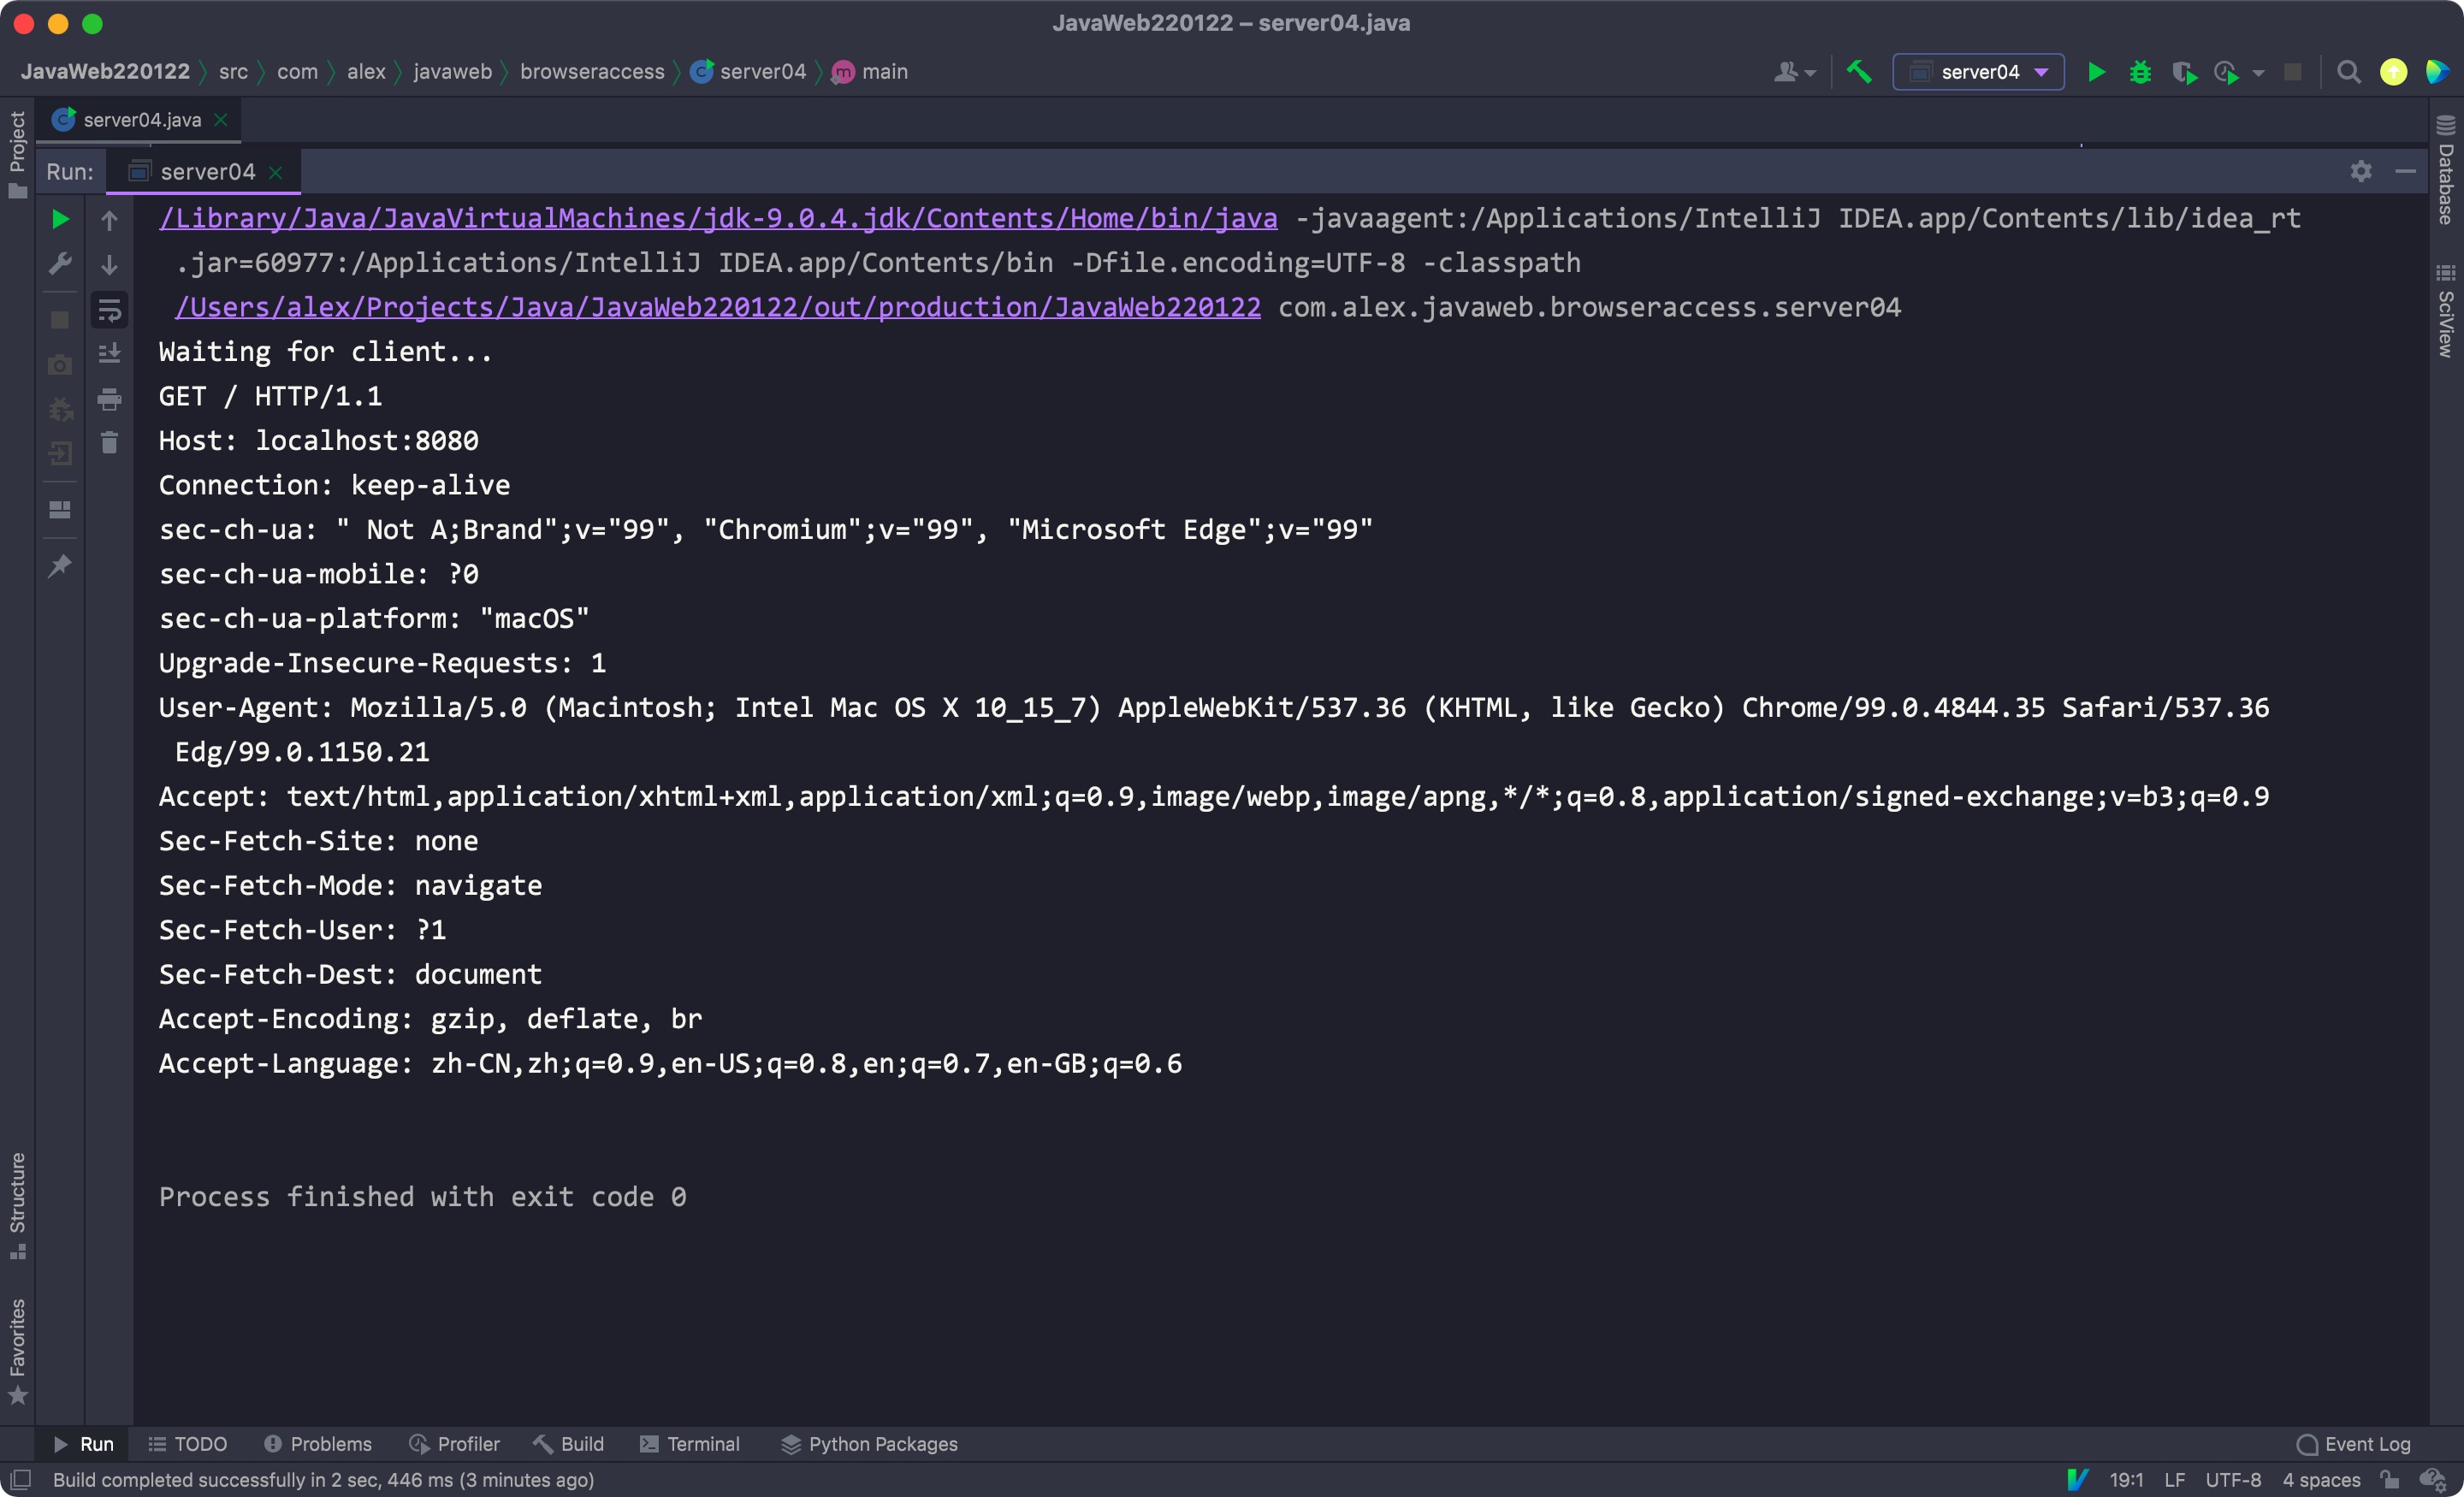 JavaWeb220122 – server04.java
JavaWeb220122 src com alex javaweb browseraccess server04 main
server04
server04.java
Run: server04
Project
Database
SciView
/Library/Java/JavaVirtualMachines/jdk-9.0.4.jdk/Contents/Home/bin/java -javaagent:/Applications/IntelliJ IDEA.app/Contents/lib/idea_rt
.jar=60977:/Applications/IntelliJ IDEA.app/Contents/bin -Dfile.encoding=UTF-8 -classpath
/Users/alex/Projects/Java/JavaWeb220122/out/production/JavaWeb220122 com.alex.javaweb.browseraccess.server04
Waiting for client...
GET / HTTP/1.1
Host: localhost:8080
Connection: keep-alive
sec-ch-ua: " Not A;Brand";v="99", "Chromium";v="99", "Microsoft Edge";v="99"
sec-ch-ua-mobile: ?0
sec-ch-ua-platform: "macOS"
Upgrade-Insecure-Requests: 1
User-Agent: Mozilla/5.0 (Macintosh; Intel Mac OS X 10_15_7) AppleWebKit/537.36 (KHTML, like Gecko) Chrome/99.0.4844.35 Safari/537.36
Edg/99.0.1150.21
Accept: text/html,application/xhtml+xml,application/xml;q=0.9,image/webp,image/apng,*/*;q=0.8,application/signed-exchange;v=b3;q=0.9
Sec-Fetch-Site: none
Sec-Fetch-Mode: navigate
Sec-Fetch-User: ?1
Sec-Fetch-Dest: document
Accept-Encoding: gzip, deflate, br
Accept-Language: zh-CN,zh;q=0.9,en-US;q=0.8,en;q=0.7,en-GB;q=0.6
Process finished with exit code 0
Structure
Favorites
Run TODO Problems Profiler Build Terminal Python Packages Event Log
Build completed successfully in 2 sec, 446 ms (3 minutes ago) 19:1 LF UTF-8 4 spaces